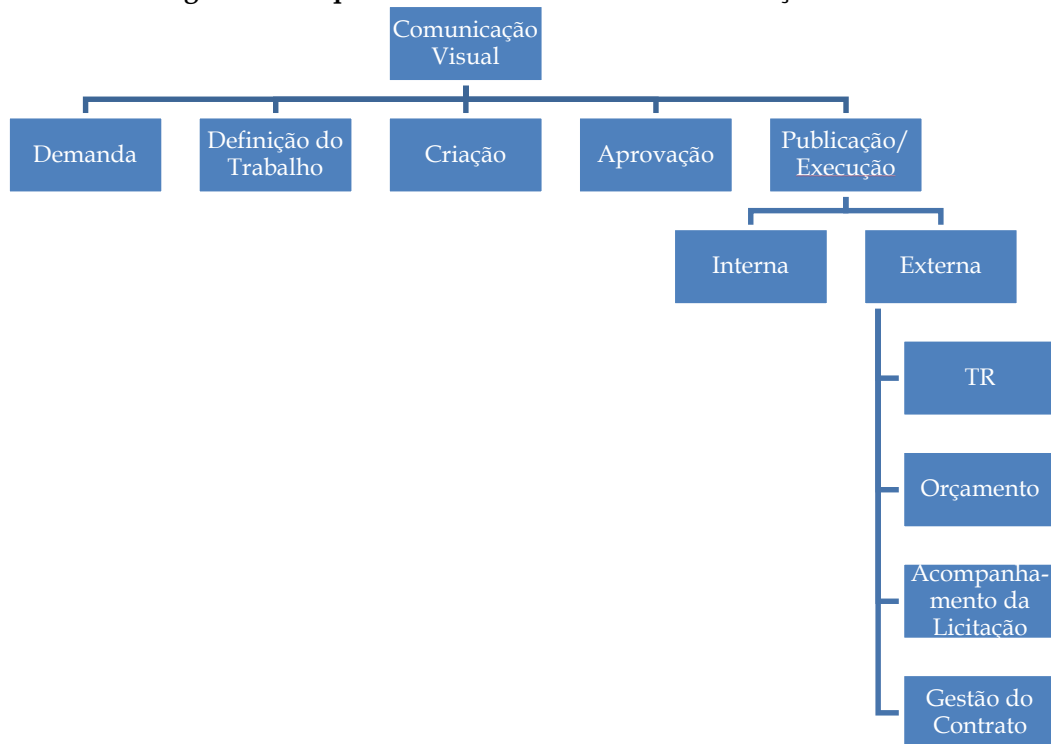 Comunicação
Visual
Demanda
Definição do
Trabalho
Criação
Aprovação
Publicação/
Execução
Interna
Externa
TR
Orçamento
Acompanha-
mento da
Licitação
Gestão do
Contrato